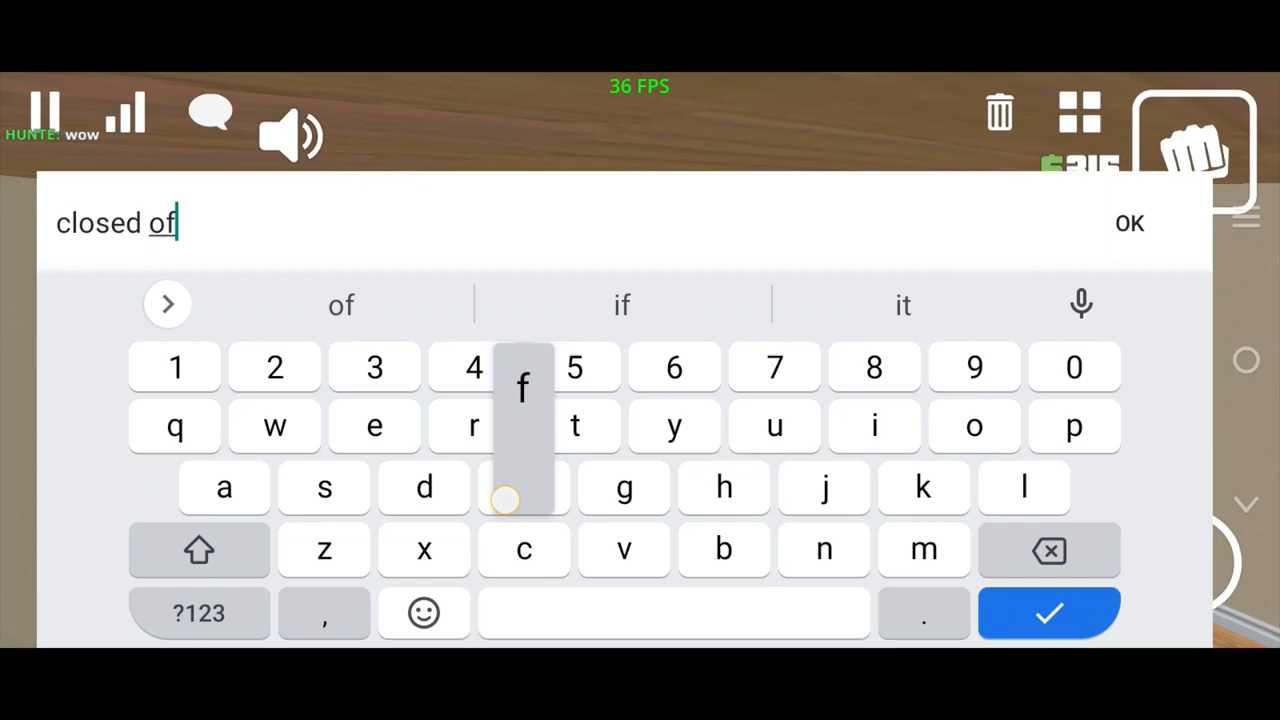 36 FPS
HUNTE: wow
closed of
OK
of if it
1 2 3 4 5 6 7 8 9 0
f
q w e r t y u i o p
a s d g h j k l
z x c v b n m
?123 , .